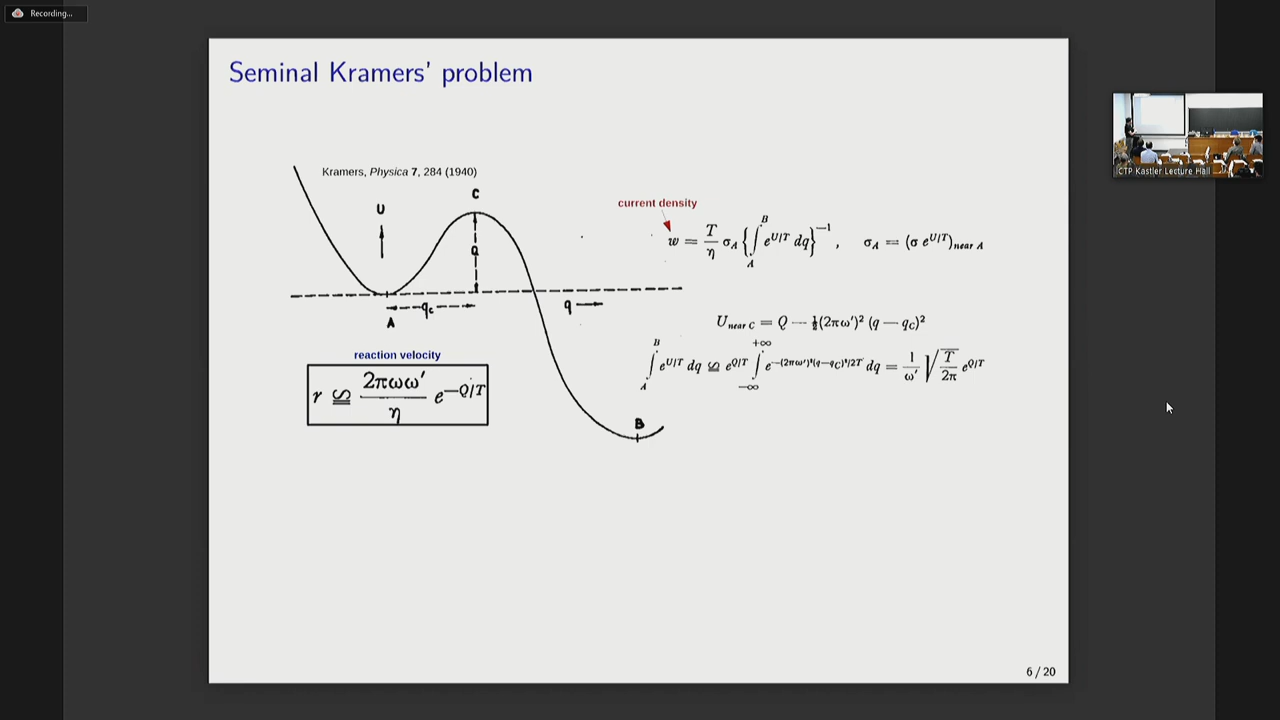 Recording...
Seminal Kramers' problem
Kramers, Physica 7, 284 (1940)
C
U
Q
q_c
A
q
B
current density
w = T/η σ_A {∫_A^B e^{U/T} dq}^{-1} , σ_A = (σ e^{U/T})_{near A}
U_{near C} = Q — ½(2πω′)² (q — q_C)²
∫_A^B e^{U/T} dq ≌ e^{Q/T} ∫_{−∞}^{+∞} e^{—(2πω′)²(q—q_C)²/2T} dq = 1/ω′ √(T/2π) e^{Q/T}
reaction velocity
r ≌ 2πωω′/η e^{—Q/T}
6 / 20
CTP Kastler Lecture Hall